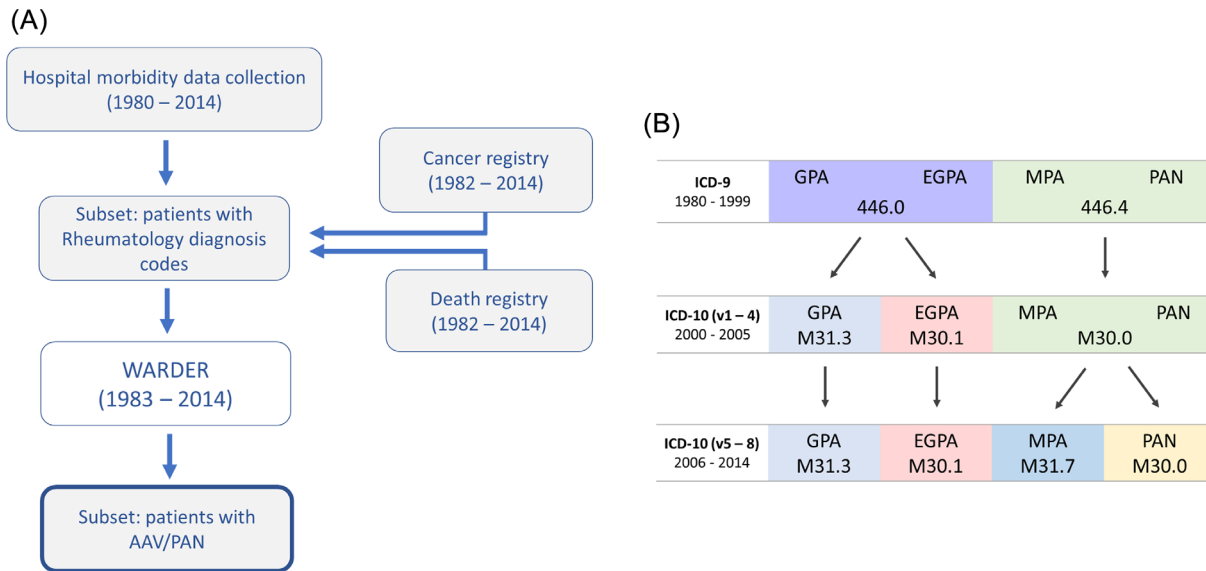 (A)
Hospital morbidity data collection
(1980 – 2014)
Cancer registry
(1982 – 2014)
Subset: patients with
Rheumatology diagnosis
codes
Death registry
(1982 – 2014)
WARDER
(1983 – 2014)
Subset: patients with
AAV/PAN
(B)
ICD-9
1980 - 1999
GPA EGPA
446.0
MPA PAN
446.4
ICD-10 (v1 – 4)
2000 - 2005
GPA
M31.3
EGPA
M30.1
MPA PAN
M30.0
ICD-10 (v5 – 8)
2006 - 2014
GPA
M31.3
EGPA
M30.1
MPA
M31.7
PAN
M30.0